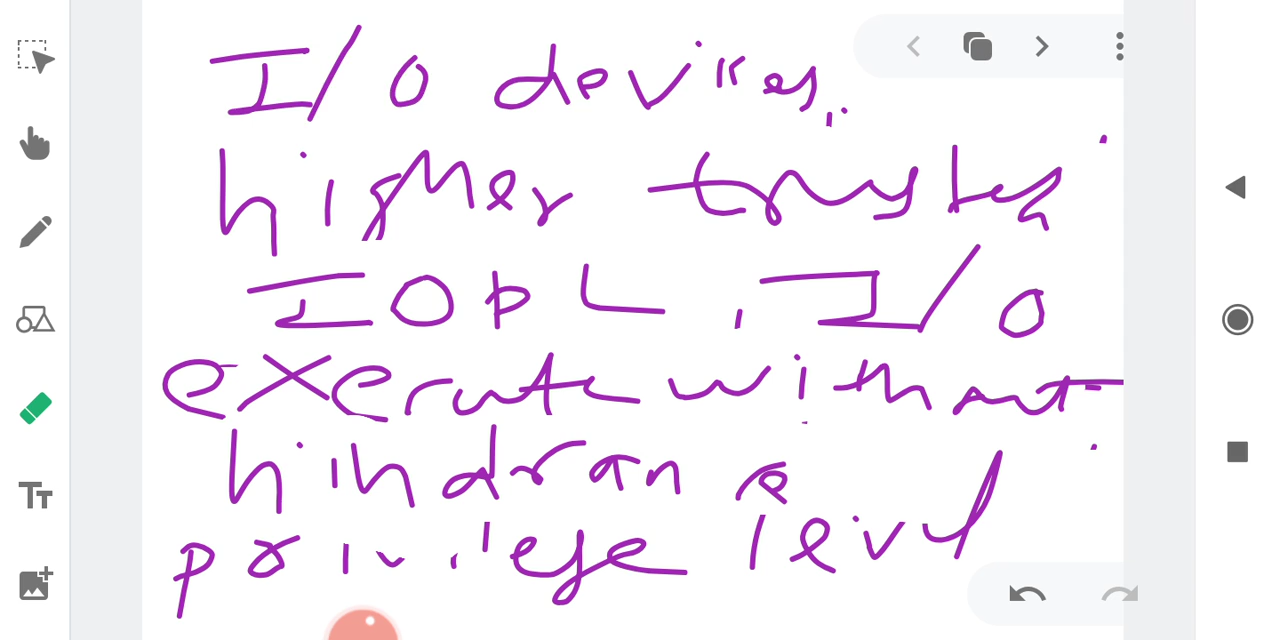 I/O devices,
higher trusted
IOPL, I/O
execute without
hindrance
privilege level